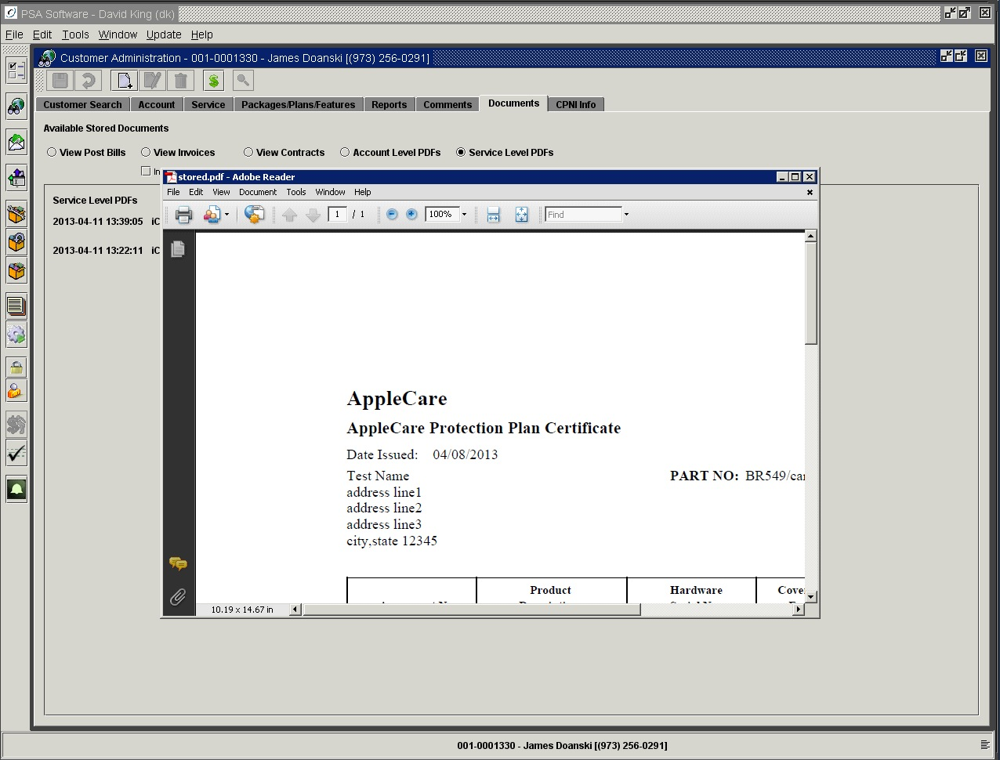 PSA Software - David King (dk)
File Edit Tools Window Update Help
Customer Administration - 001-0001330 - James Doanski [(973) 256-0291]
Customer Search Account Service Packages/Plans/Features Reports Comments Documents CPNI Info
Available Stored Documents
View Post Bills View Invoices View Contracts Account Level PDFs Service Level PDFs
In
stored.pdf - Adobe Reader
File Edit View Document Tools Window Help
1 / 1 100% Find
Service Level PDFs
2013-04-11 13:39:05 iC
2013-04-11 13:22:11 iC
AppleCare
AppleCare Protection Plan Certificate
Date Issued: 04/08/2013
Test Name PART NO: BR549/car
address line1
address line2
address line3
city,state 12345
Product Hardware Cove
10.19 x 14.67 in
001-0001330 - James Doanski [(973) 256-0291]